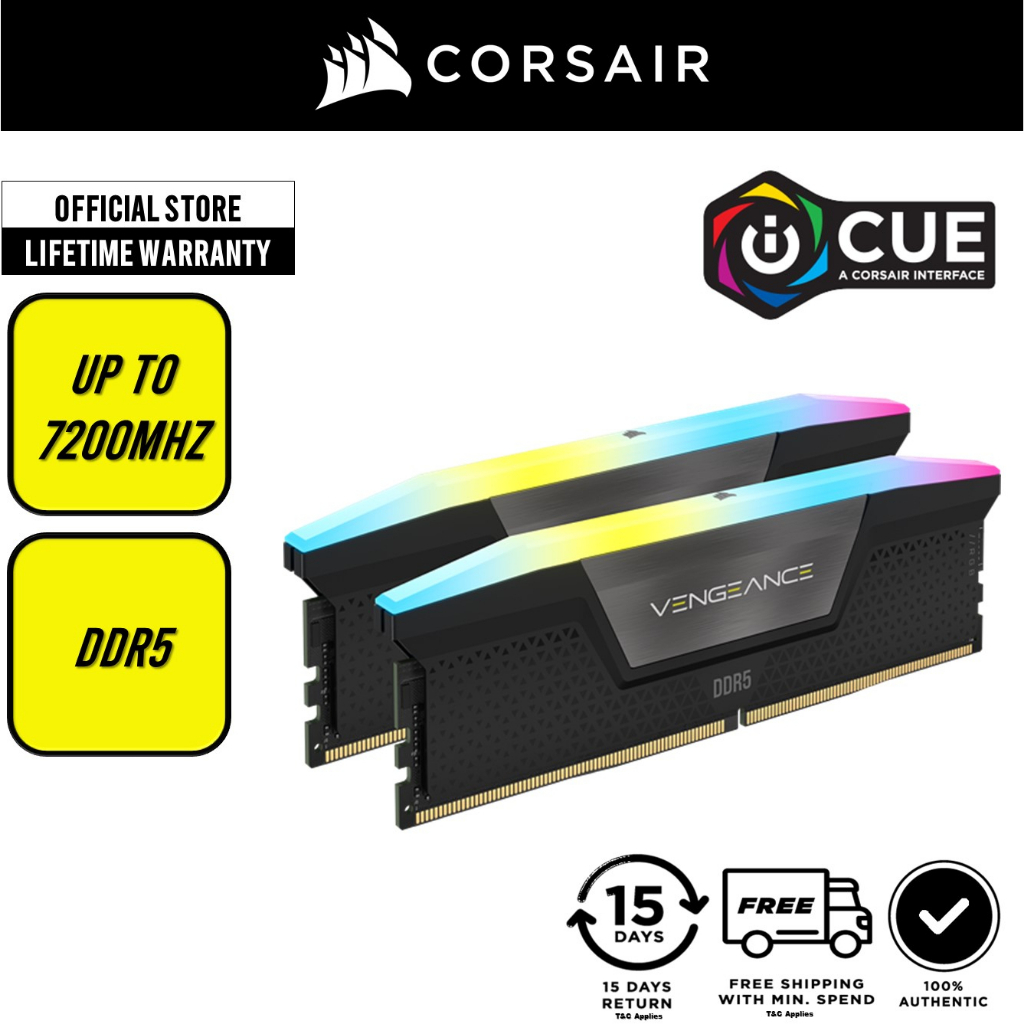 CORSAIR
OFFICIAL STORE
LIFETIME WARRANTY
iCUE
A CORSAIR INTERFACE
UP TO
7200MHZ
DDR5
VENGEANCE
DDR5
15
DAYS
15 DAYS
RETURN
T&C Applies
FREE
FREE SHIPPING
WITH MIN. SPEND
T&C Applies
100%
AUTHENTIC